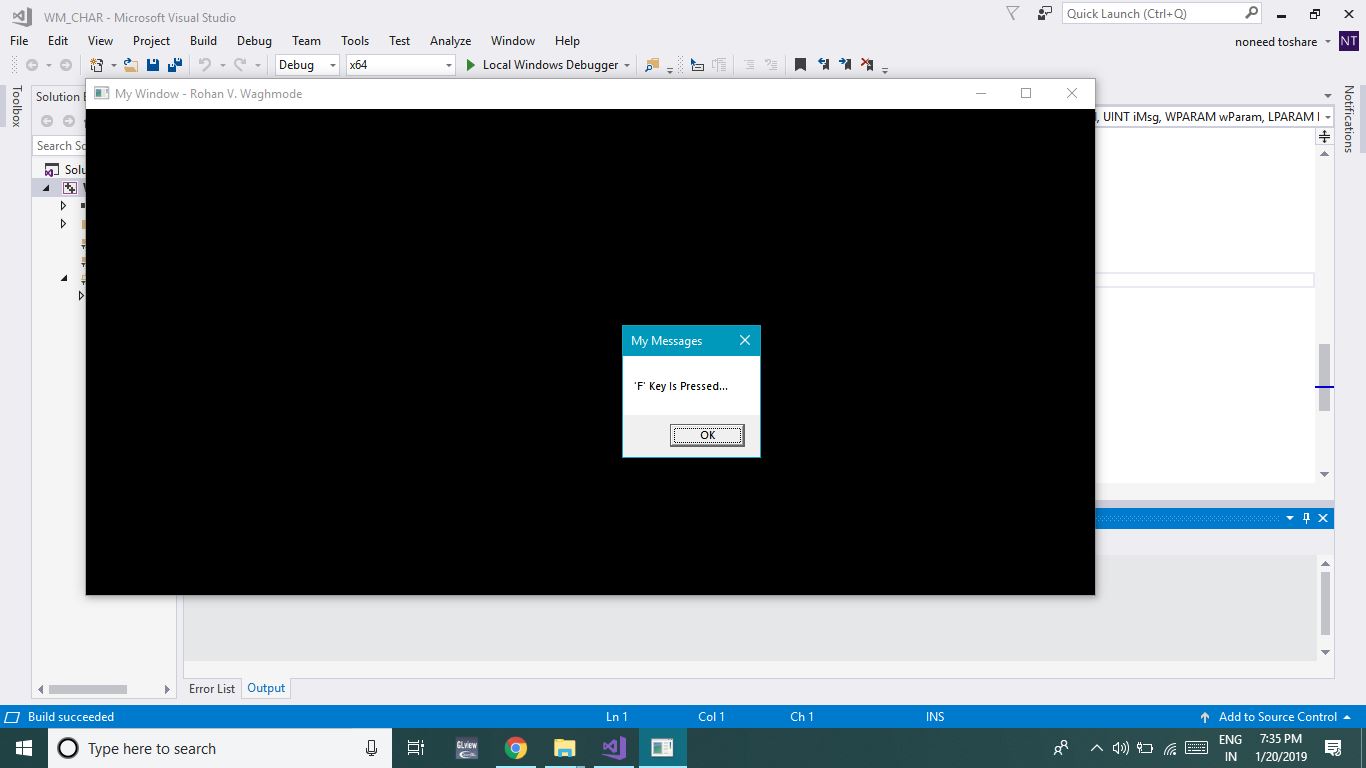 WM_CHAR - Microsoft Visual Studio
Quick Launch (Ctrl+Q)
File Edit View Project Build Debug Team Tools Test Analyze Window Help
noneed toshare NT
Debug x64 Local Windows Debugger
My Window - Rohan V. Waghmode
Toolbox
Solution
Notifications
, UINT iMsg, WPARAM wParam, LPARAM
Search
My Messages
'F' Key Is Pressed...
OK
Error List Output
Build succeeded Ln 1 Col 1 Ch 1 INS Add to Source Control
Type here to search
GLview
ENG 7:35 PM
IN 1/20/2019